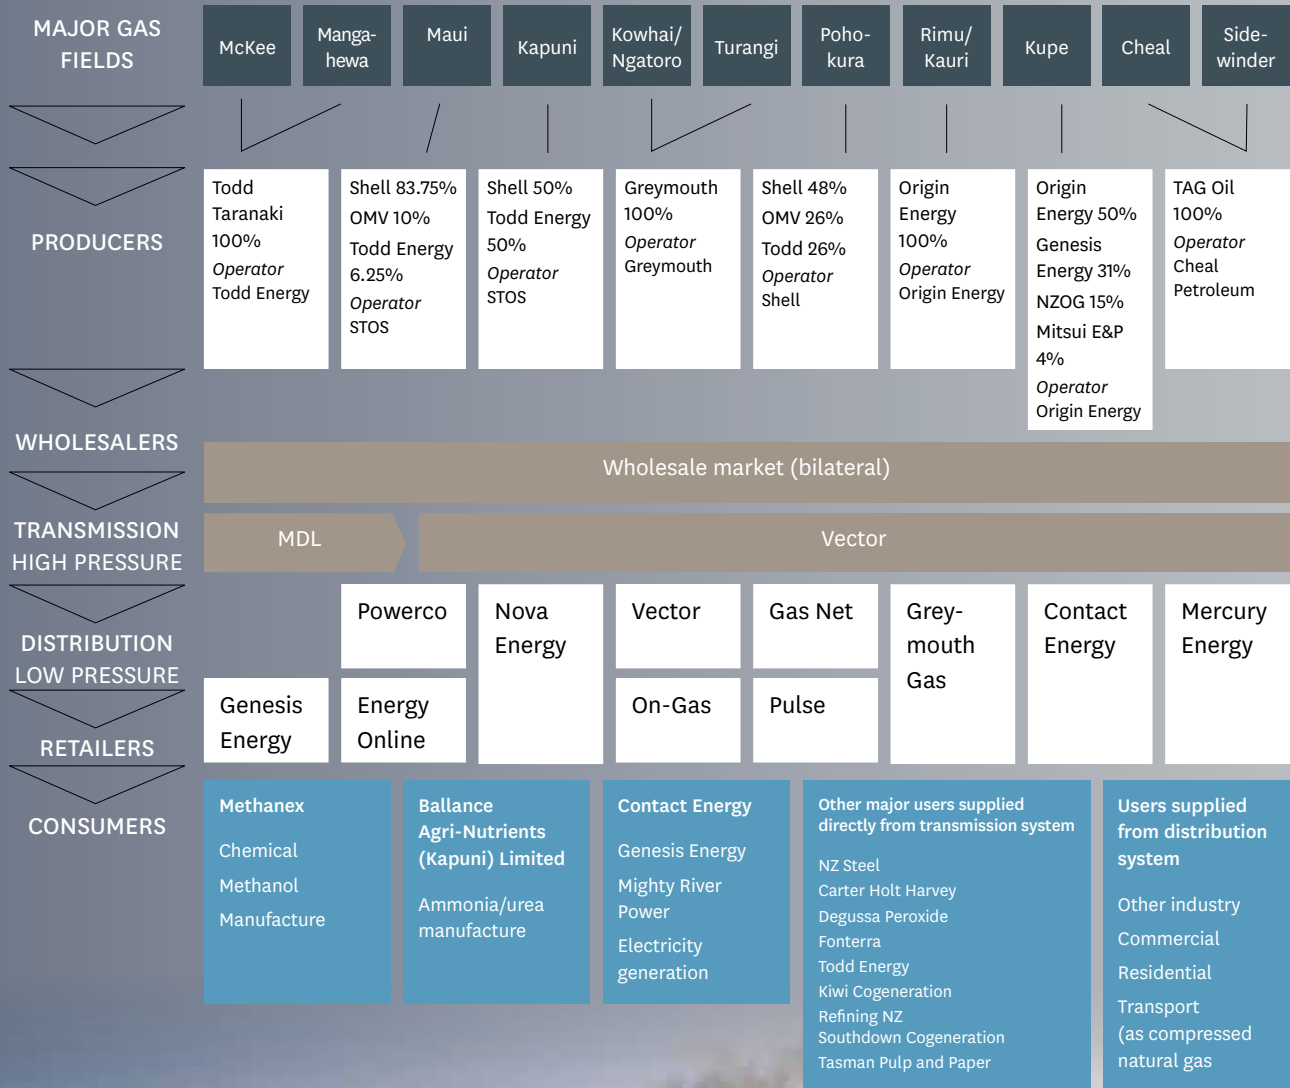 MAJOR GAS
FIELDS
McKee
Manga-
hewa
Maui
Kapuni
Kowhai/
Ngatoro
Turangi
Poho-
kura
Rimu/
Kauri
Kupe
Cheal
Side-
winder
PRODUCERS
Todd
Taranaki
100%
Operator
Todd Energy
Shell 83.75%
OMV 10%
Todd Energy
6.25%
Operator
STOS
Shell 50%
Todd Energy
50%
Operator
STOS
Greymouth
100%
Operator
Greymouth
Shell 48%
OMV 26%
Todd 26%
Operator
Shell
Origin
Energy
100%
Operator
Origin Energy
Origin
Energy 50%
Genesis
Energy 31%
NZOG 15%
Mitsui E&P
4%
Operator
Origin Energy
TAG Oil
100%
Operator
Cheal
Petroleum
WHOLESALERS
Wholesale market (bilateral)
TRANSMISSION
HIGH PRESSURE
MDL
Vector
DISTRIBUTION
LOW PRESSURE
Powerco
Nova
Energy
Vector
Gas Net
Grey-
mouth
Gas
Contact
Energy
Mercury
Energy
RETAILERS
Genesis
Energy
Energy
Online
On-Gas
Pulse
CONSUMERS
Methanex
Chemical
Methanol
Manufacture
Ballance
Agri-Nutrients
(Kapuni) Limited
Ammonia/urea
manufacture
Contact Energy
Genesis Energy
Mighty River
Power
Electricity
generation
Other major users supplied
directly from transmission system
NZ Steel
Carter Holt Harvey
Degussa Peroxide
Fonterra
Todd Energy
Kiwi Cogeneration
Refining NZ
Southdown Cogeneration
Tasman Pulp and Paper
Users supplied
from distribution
system
Other industry
Commercial
Residential
Transport
(as compressed
natural gas